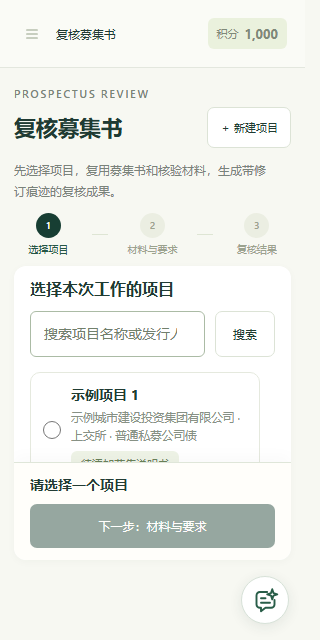 复核募集书
积分 1,000
PROSPECTUS REVIEW
复核募集书
+ 新建项目
先选择项目，复用募集书和核验材料，生成带修
订痕迹的复核成果。
1
2
3
选择项目
材料与要求
复核结果
选择本次工作的项目
搜索项目名称或发行人
搜索
示例项目 1
示例城市建设投资集团有限公司 ·
上交所 · 普通私募公司债
请选择一个项目
下一步：材料与要求